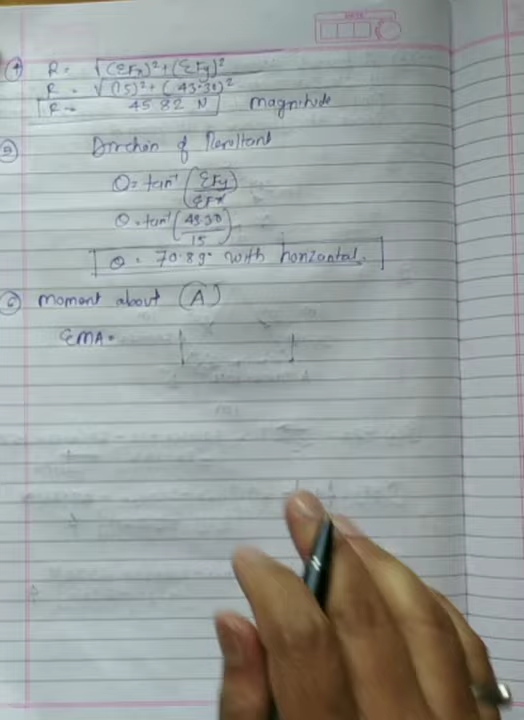 DATE
④ R = √(ΣFx)²+(ΣFy)²
R = √(15)²+(43.30)²
R = 45.82 N magnitude
⑤ Direction of Resultant
θ = tan⁻¹ (ΣFy/ΣFx)
θ = tan⁻¹ (43.30/15)
θ = 70.89° with horizontal.
⑥ moment about (A)
ΣMA =